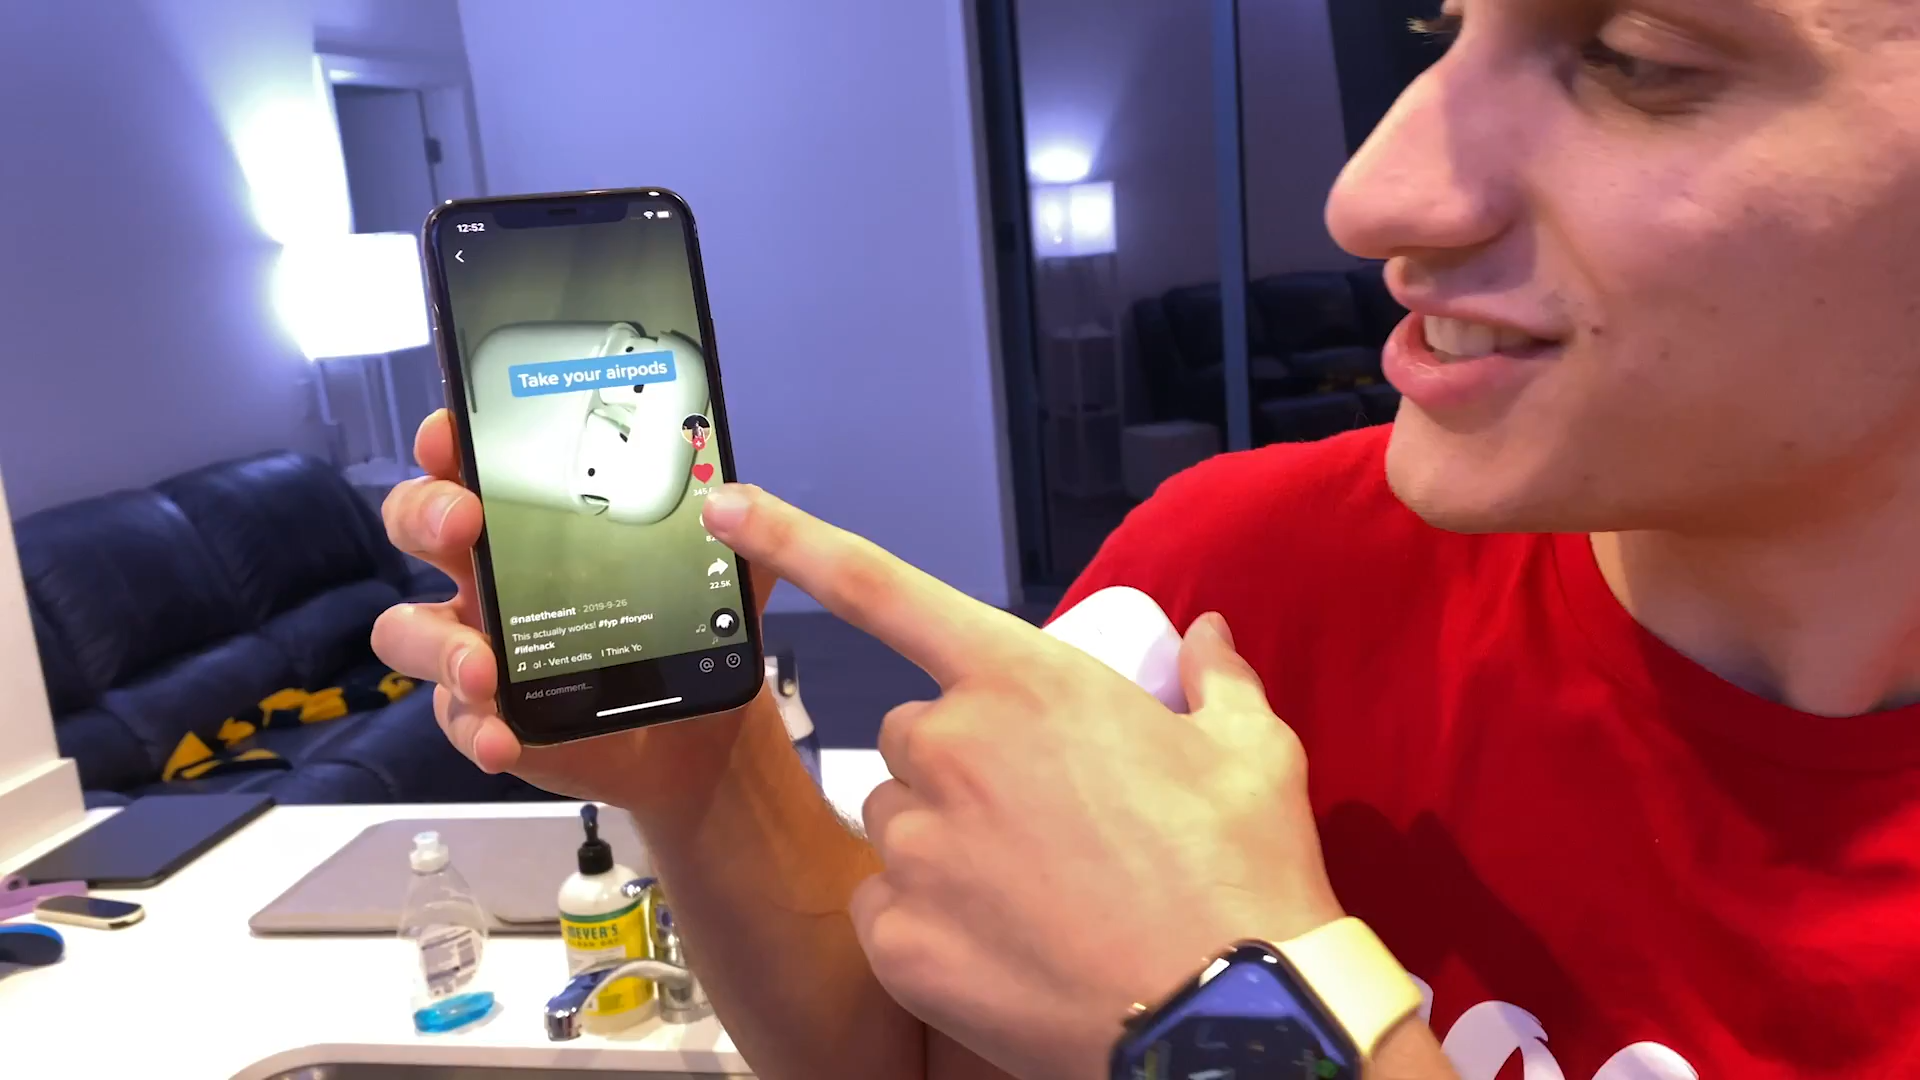 12:52
Take your airpods
22.5K
@natetheaint · 2019-9-26
This actually works! #fyp #foryou
#lifehack
ol - Vent edits I Think Yo
Add comment...
MEYER'S